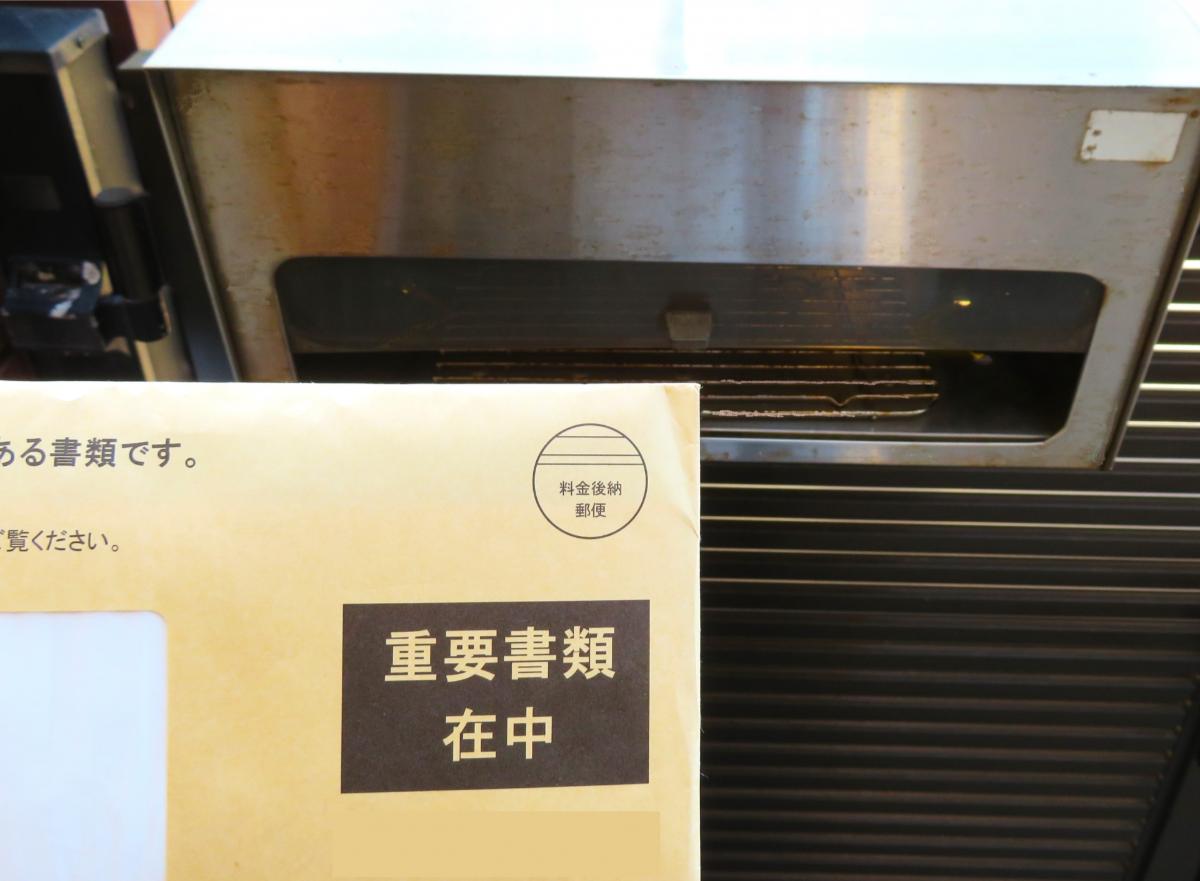 ある書類です。
料金後納
郵便
ご覧ください。
重要書類
在中